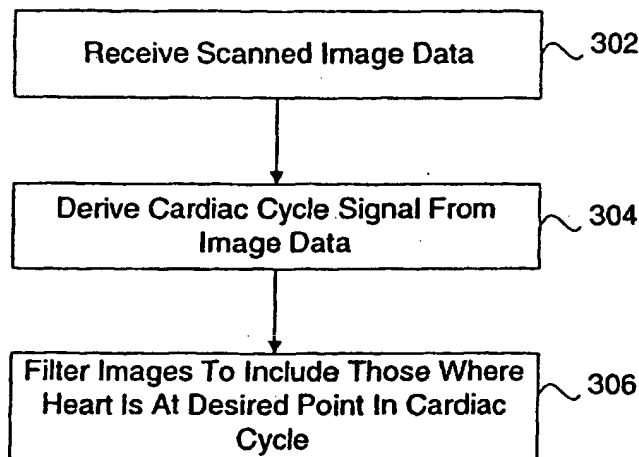 Receive Scanned Image Data
302
Derive Cardiac Cycle Signal From
Image Data
304
Filter Images To Include Those Where
Heart Is At Desired Point In Cardiac
Cycle
306